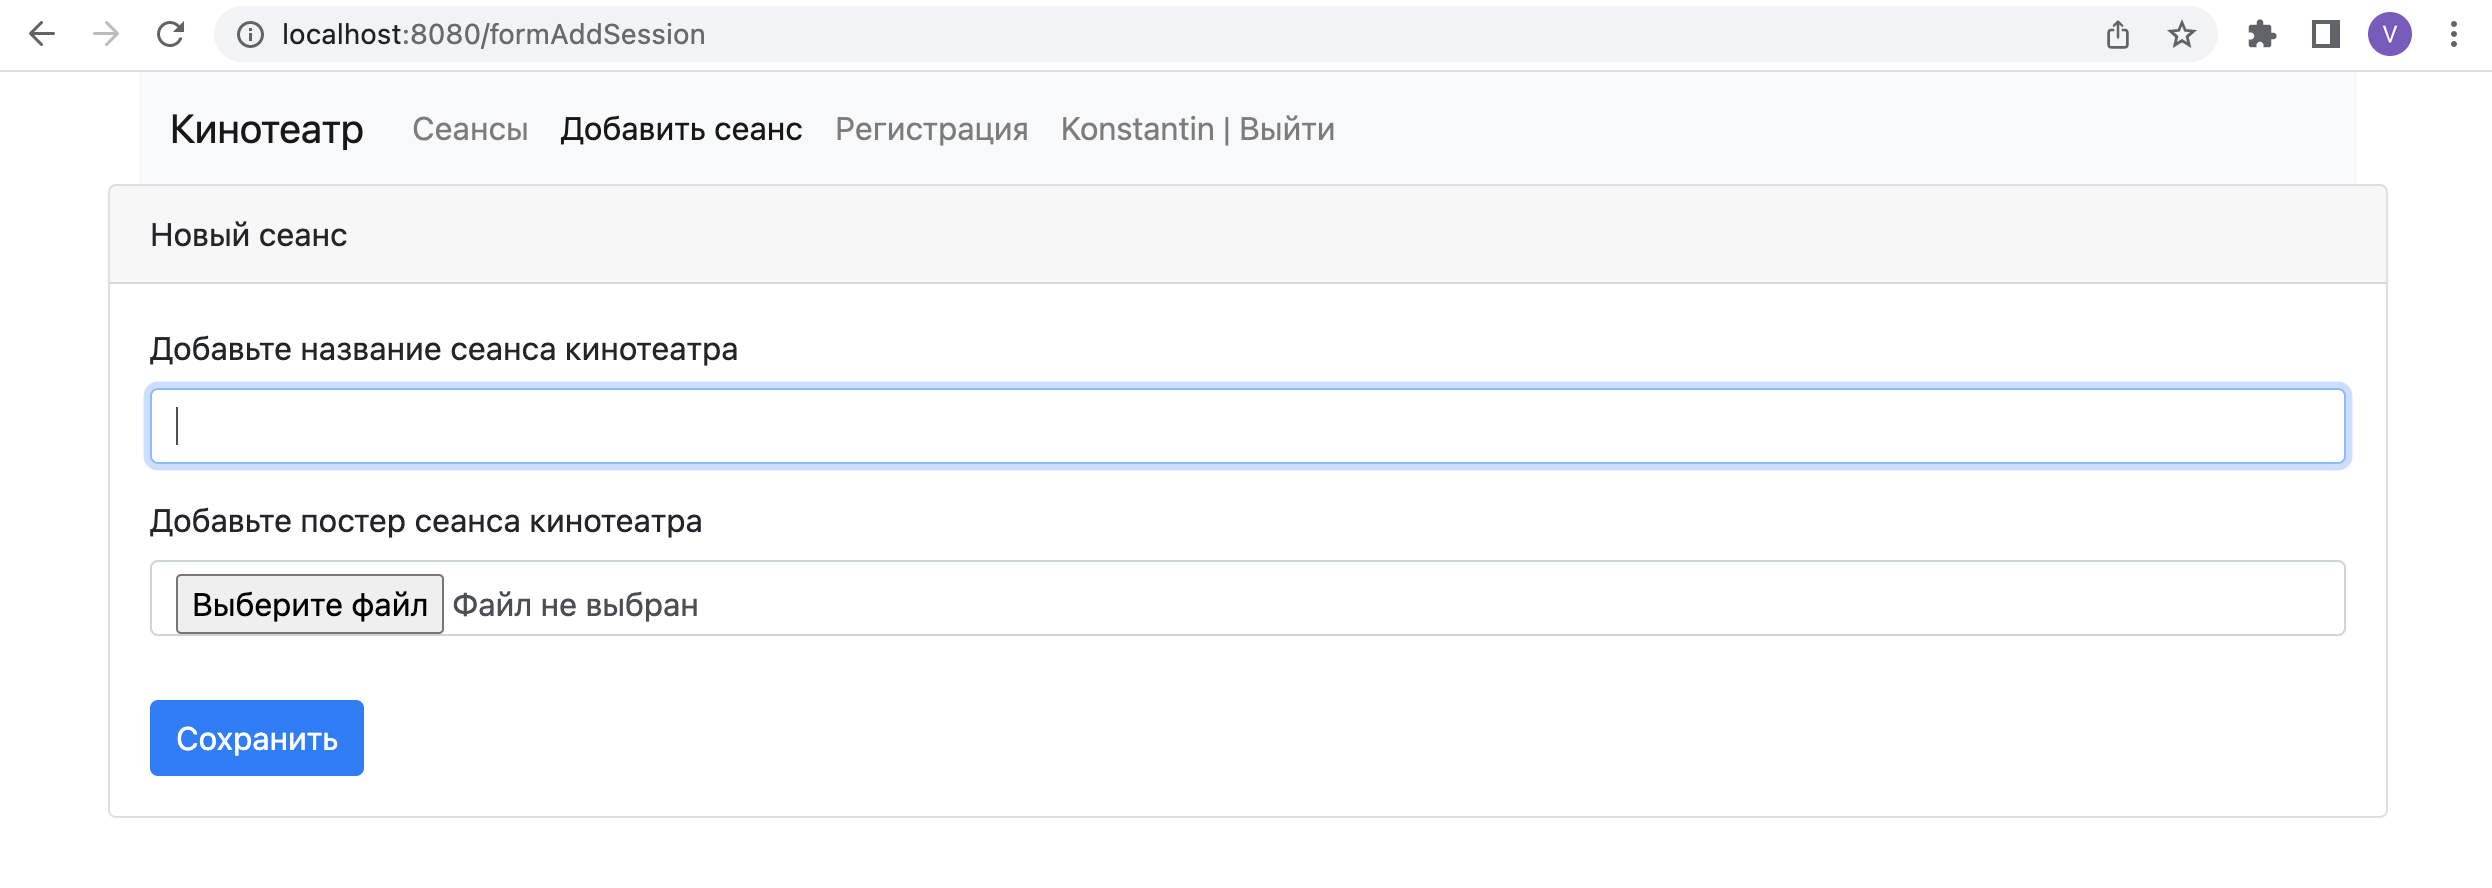 localhost:8080/formAddSession
V
Кинотеатр Сеансы Добавить сеанс Регистрация Konstantin | Выйти
Новый сеанс
Добавьте название сеанса кинотеатра
Добавьте постер сеанса кинотеатра
Выберите файл Файл не выбран
Сохранить